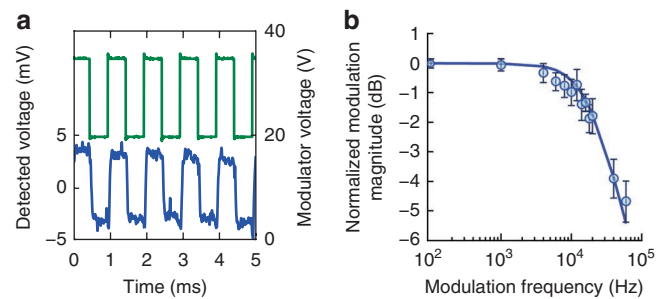 a
Detected voltage (mV)
5
0
−5
40
20
0
Modulator voltage (V)
0 1 2 3 4 5
Time (ms)
b
Normalized modulation
magnitude (dB)
1
0
−1
−2
−3
−4
−5
−6
10² 10³ 10⁴ 10⁵
Modulation frequency (Hz)